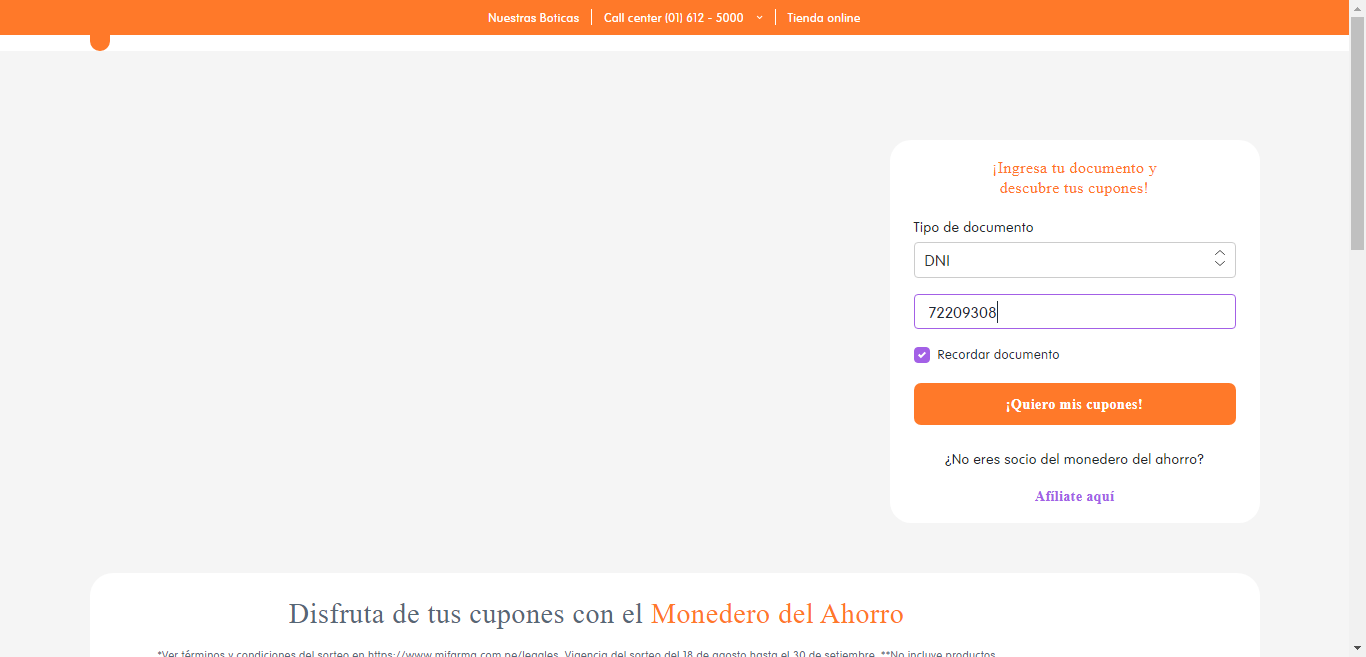 Nuestras Boticas
Call center (01) 612 - 5000
Tienda online
¡Ingresa tu documento y
descubre tus cupones!
Tipo de documento
DNI
72209308
Recordar documento
¡Quiero mis cupones!
¿No eres socio del monedero del ahorro?
Afíliate aquí
Disfruta de tus cupones con el Monedero del Ahorro
*Ver términos y condiciones del sorteo en https://www.mifarma.com.pe/legales. Vigencia del sorteo del 18 de agosto hasta el 30 de setiembre. **No incluye productos